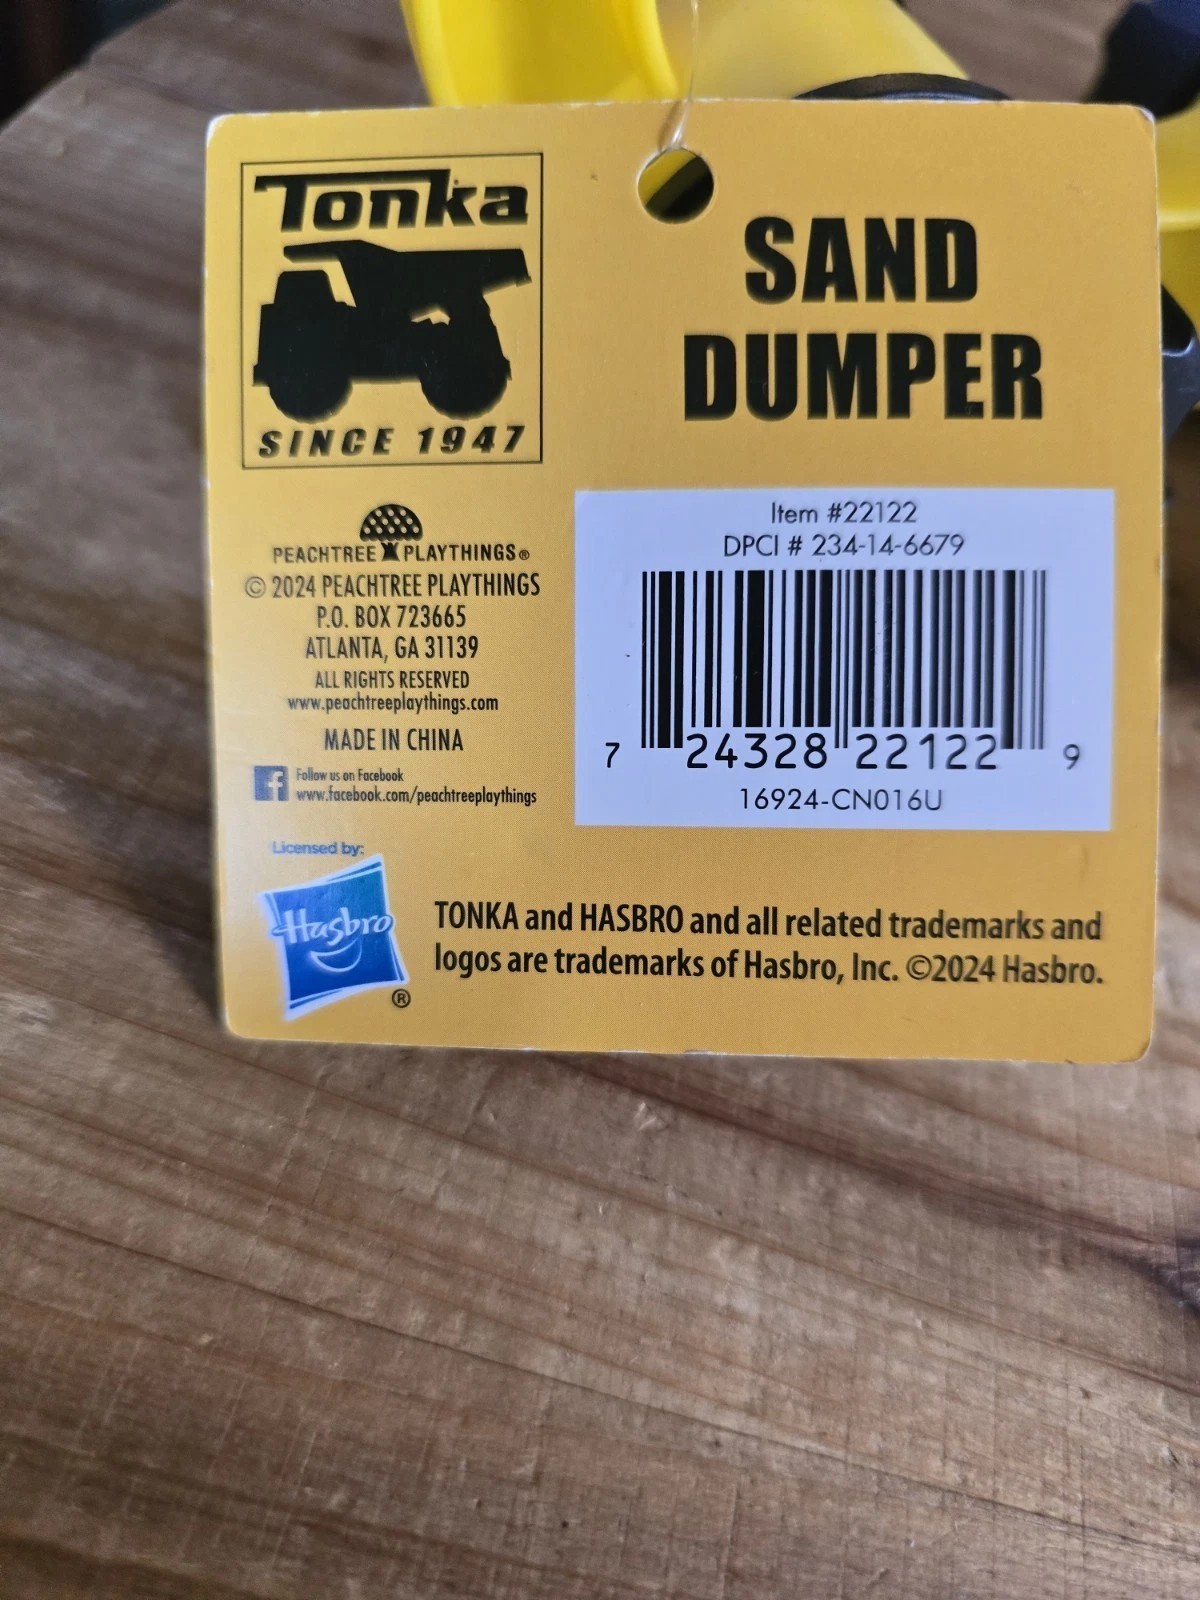 Tonka
SINCE 1947
SAND
DUMPER
PEACHTREE PLAYTHINGS®
© 2024 PEACHTREE PLAYTHINGS
P.O. BOX 723665
ATLANTA, GA 31139
ALL RIGHTS RESERVED
www.peachtreeplaythings.com
MADE IN CHINA
f
Follow us on Facebook
www.facebook.com/peachtreeplaythings
Item #22122
DPCI # 234-14-6679
7 24328 22122 9
16924-CN016U
Licensed by:
Hasbro
®
TONKA and HASBRO and all related trademarks and
logos are trademarks of Hasbro, Inc. ©2024 Hasbro.